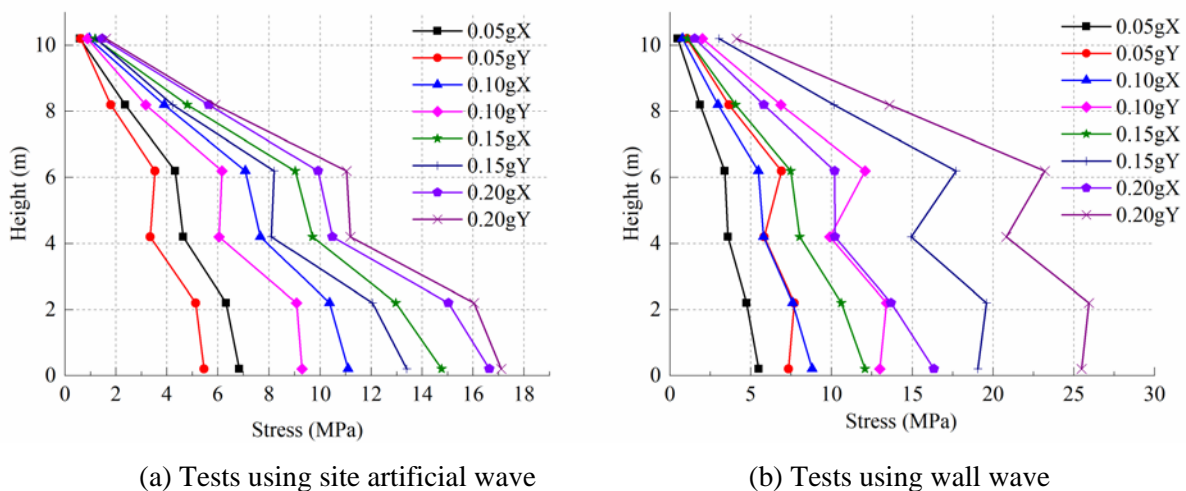 10
8
6
4
2
0
Height (m)
0 2 4 6 8 10 12 14 16 18
Stress (MPa)
0.05gX
0.05gY
0.10gX
0.10gY
0.15gX
0.15gY
0.20gX
0.20gY
(a) Tests using site artificial wave
10
8
6
4
2
0
Height (m)
0 5 10 15 20 25 30
Stress (MPa)
0.05gX
0.05gY
0.10gX
0.10gY
0.15gX
0.15gY
0.20gX
0.20gY
(b) Tests using wall wave